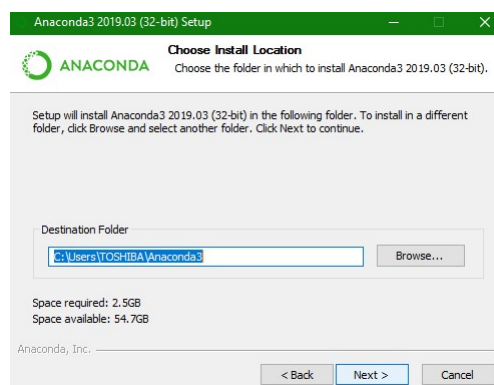 Anaconda3 2019.03 (32-bit) Setup
ANACONDA
Choose Install Location
Choose the folder in which to install Anaconda3 2019.03 (32-bit).
Setup will install Anaconda3 2019.03 (32-bit) in the following folder. To install in a different
folder, click Browse and select another folder. Click Next to continue.
Destination Folder
C:\Users\TOSHIBA\Anaconda3
Browse...
Space required: 2.5GB
Space available: 54.7GB
Anaconda, Inc.
< Back
Next >
Cancel